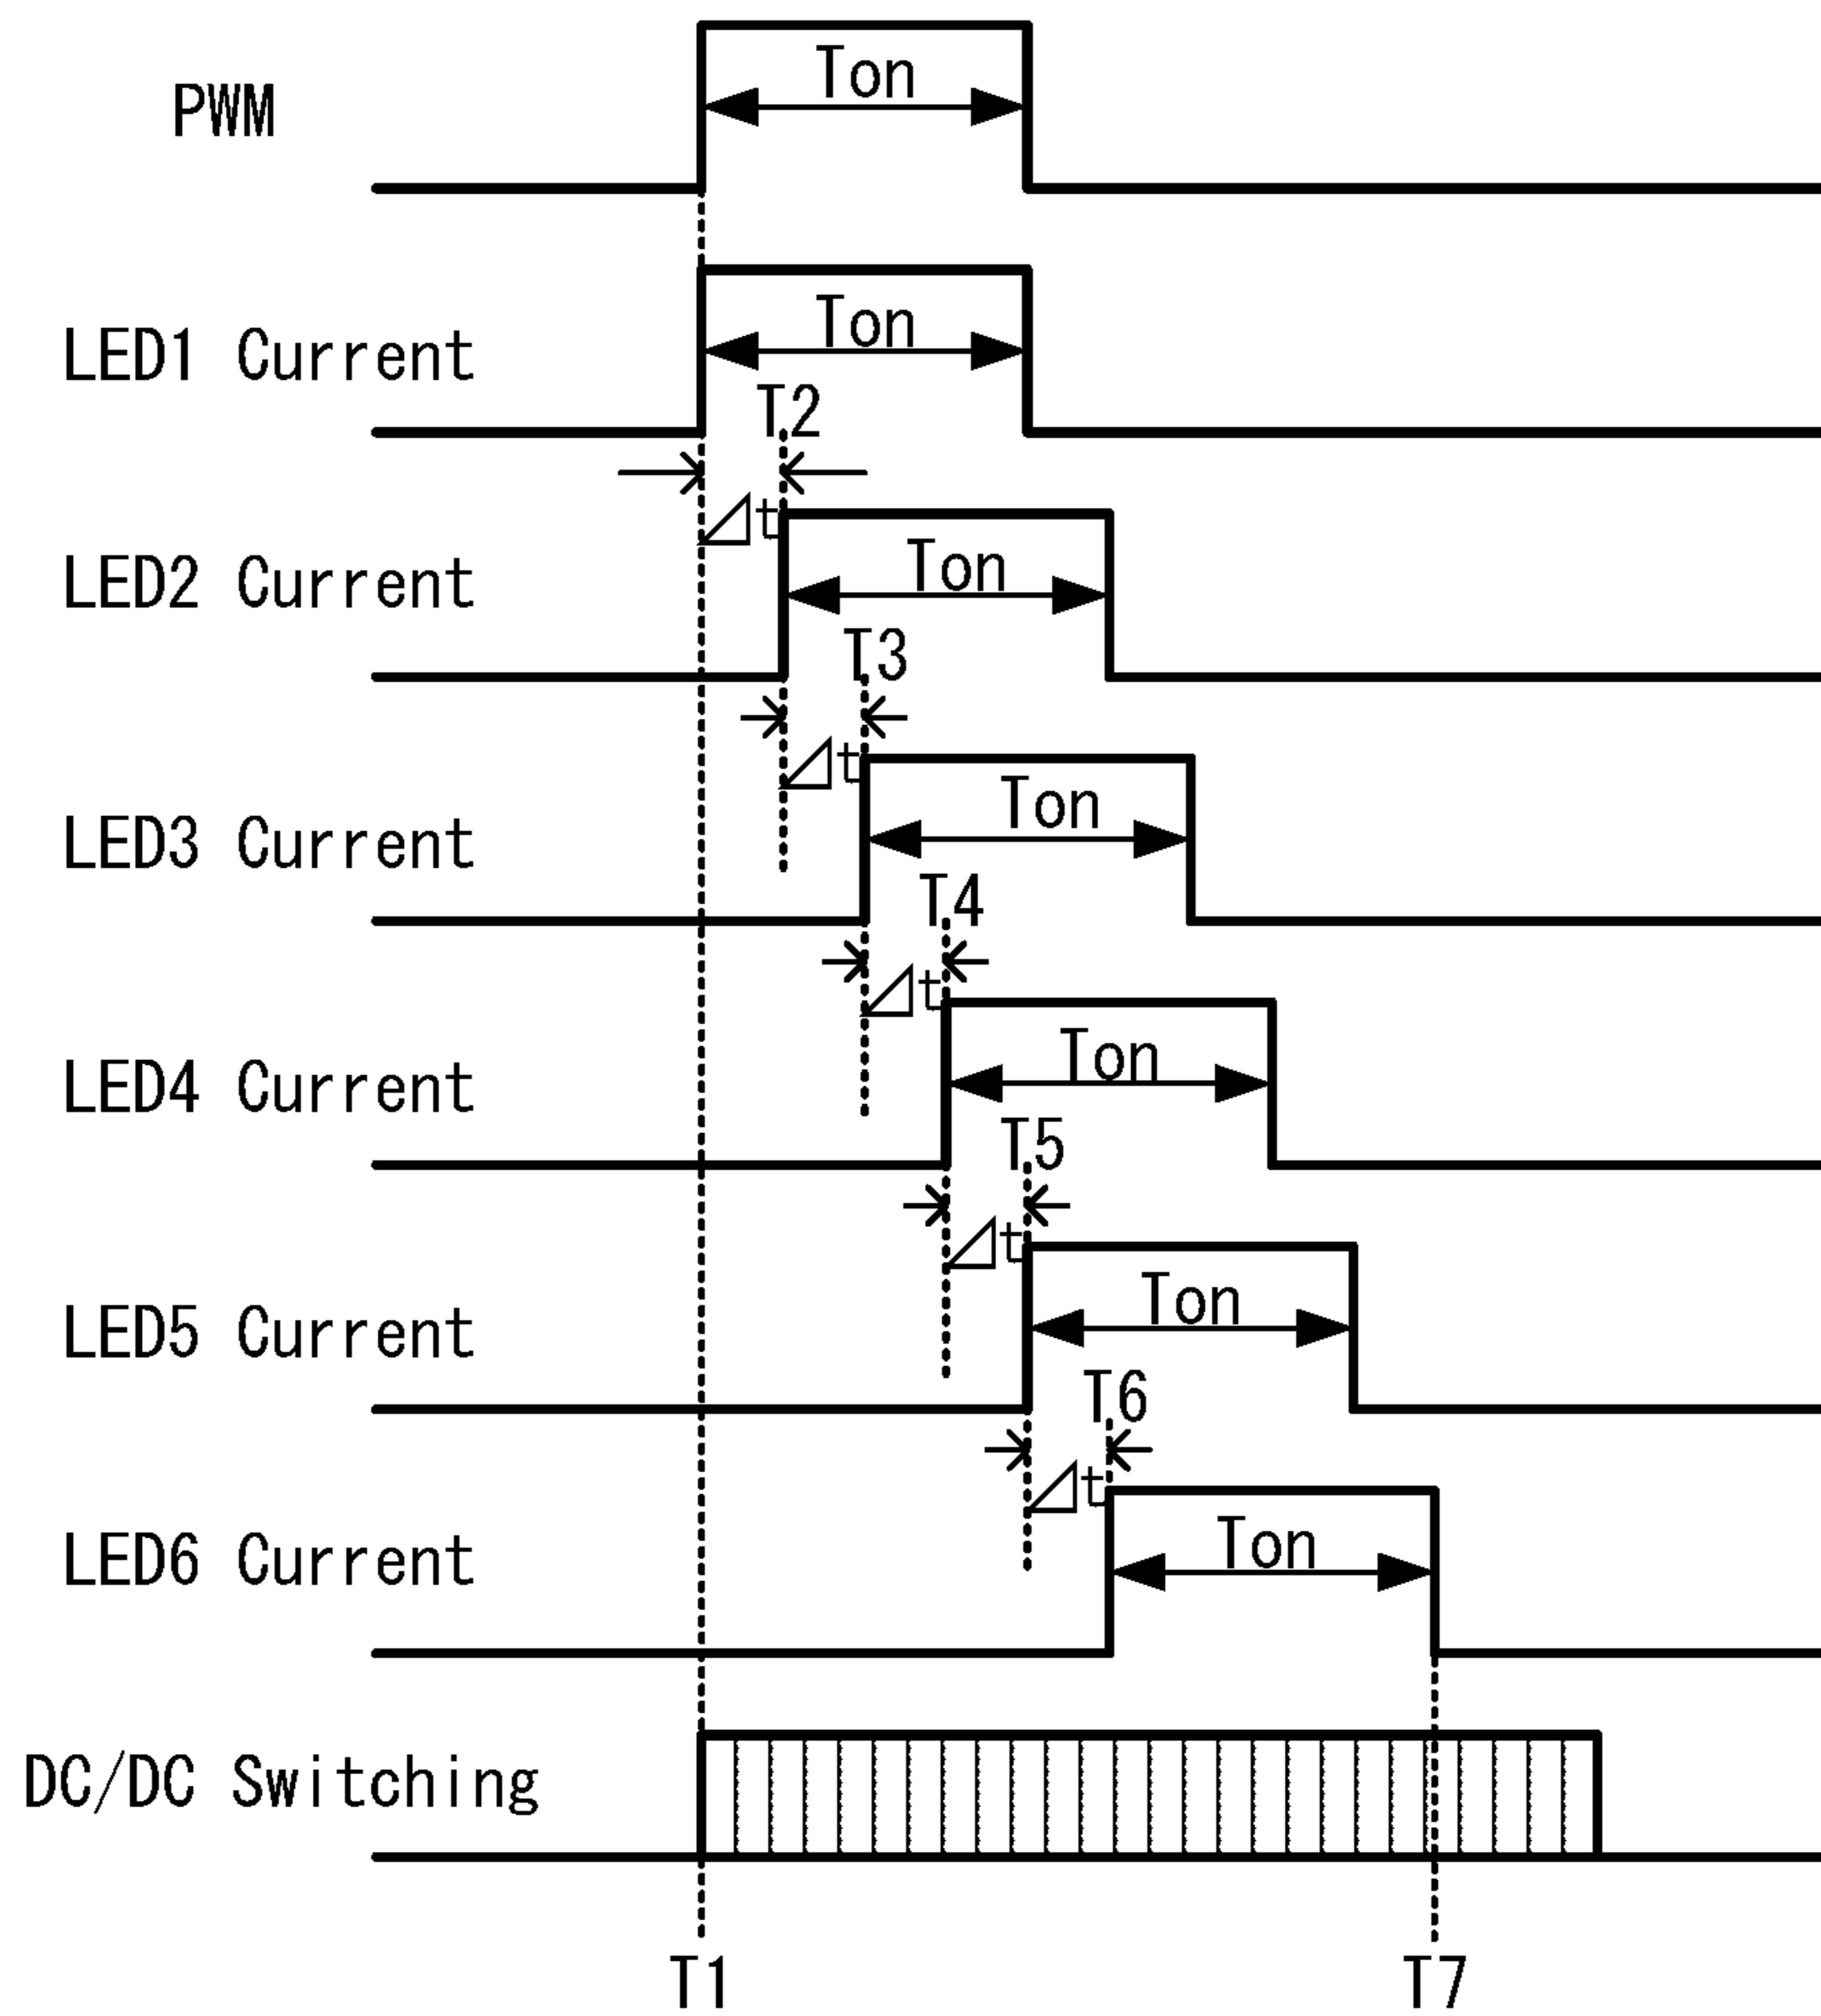 PWM
Ton
LED1 Current
Ton
T2
⊿t
LED2 Current
Ton
T3
⊿t
LED3 Current
Ton
T4
⊿t
LED4 Current
Ton
T5
⊿t
LED5 Current
Ton
T6
⊿t
LED6 Current
Ton
DC/DC Switching
T1
T7